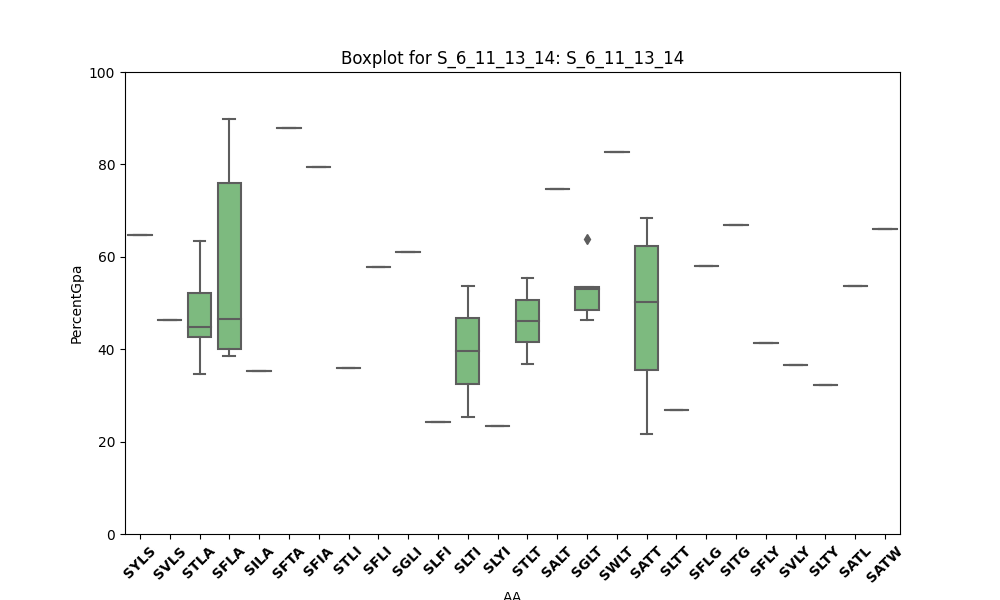 Boxplot for S_6_11_13_14: S_6_11_13_14
100
80
60
40
20
0
PercentGpa
SYLS SVLS STLA SFLA SILA SFTA SFIA STLI SFLI SGLI SLFI SLTI SLYI STLT SALT SGLT SWLT SATT SLTT SFLG SITG SFLY SVLY SLTY SATL SATW
AA